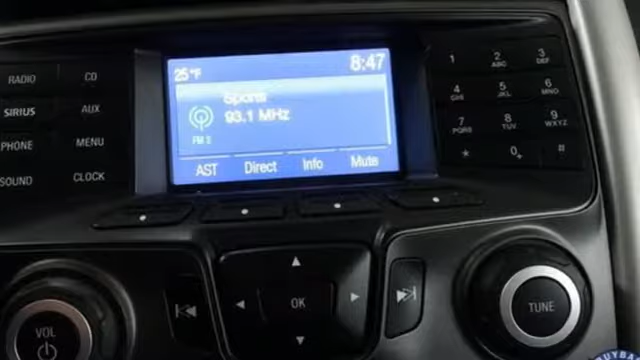 RADIO
CD
SIRIUS
AUX
PHONE
MENU
SOUND
CLOCK
25°F
8:47
Sports
93.1 MHz
FM 2
AST Direct Info Mute
1
2 ABC
3 DEF
4 GHI
5 JKL
6 MNO
7 PQRS
8 TUV
9 WXYZ
*
0+
#
OK
VOL
TUNE